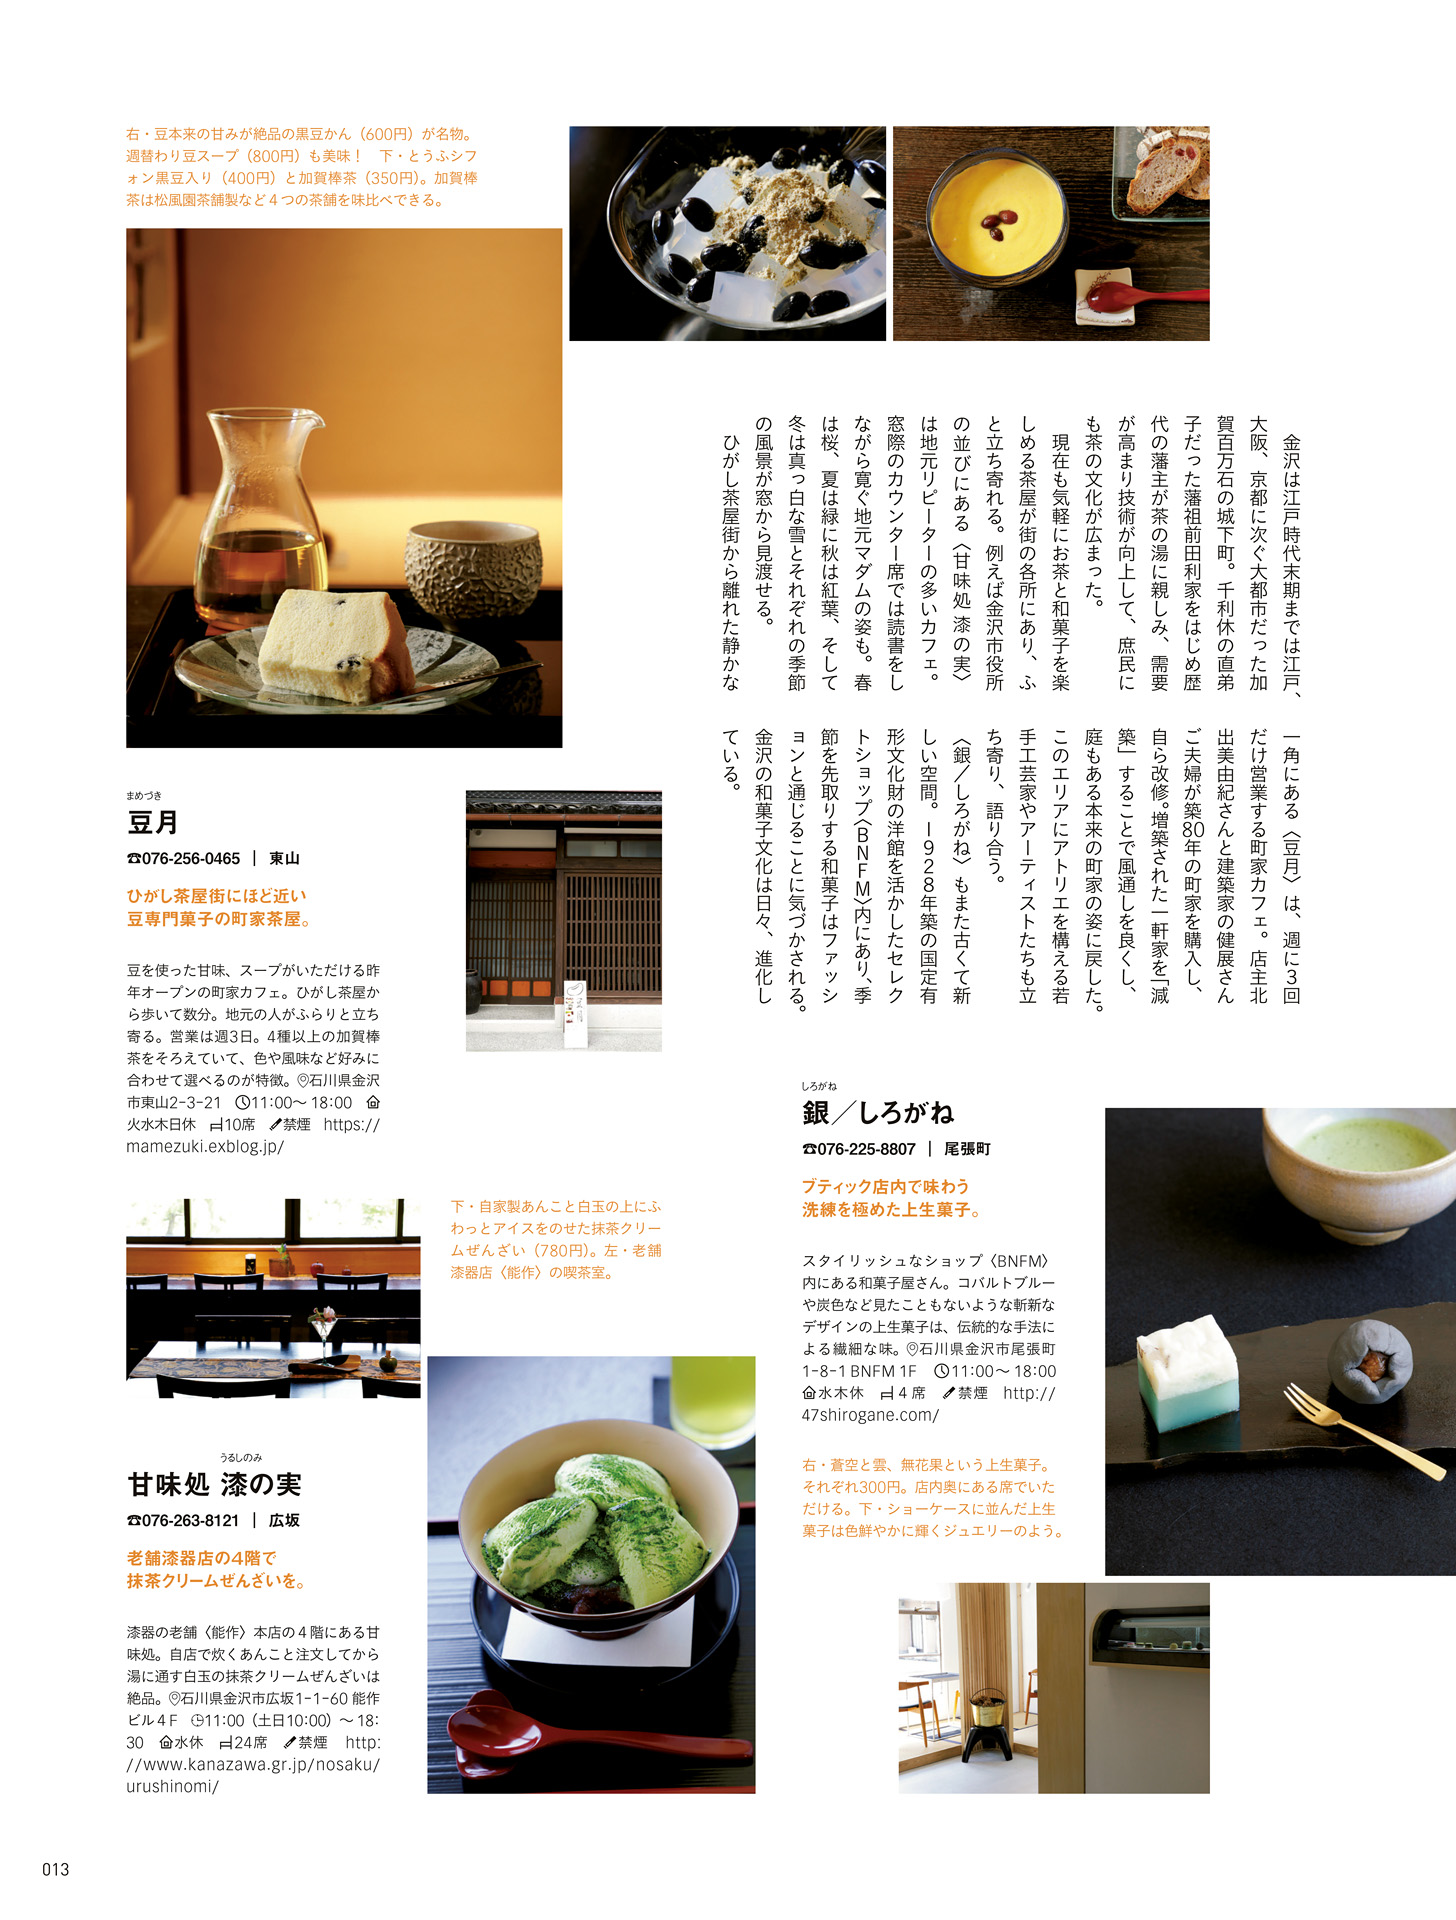 右・豆本来の甘みが絶品の黒豆かん（600円）が名物。
週替わり豆スープ（800円）も美味！　下・とうふシフ
ォン黒豆入り（400円）と加賀棒茶（350円）。加賀棒
茶は松風園茶舗製など４つの茶舗を味比べできる。
金沢は江戸時代末期までは江戸、
大阪、京都に次ぐ大都市だった加
賀百万石の城下町。千利休の直弟
子だった藩祖前田利家をはじめ歴
代の藩主が茶の湯に親しみ、需要
が高まり技術が向上して、庶民に
も茶の文化が広まった。
現在も気軽にお茶と和菓子を楽
しめる茶屋が街の各所にあり、ふ
と立ち寄れる。例えば金沢市役所
の並びにある〈甘味処 漆の実〉
は地元リピーターの多いカフェ。
窓際のカウンター席では読書をし
ながら寛ぐ地元マダムの姿も。春
は桜、夏は緑に秋は紅葉、そして
冬は真っ白な雪とそれぞれの季節
の風景が窓から見渡せる。
ひがし茶屋街から離れた静かな
一角にある〈豆月〉は、週に３回
だけ営業する町家カフェ。店主北
出美由紀さんと建築家の健展さん
ご夫婦が築80年の町家を購入し、
自ら改修。増築された一軒家を「減
築」することで風通しを良くし、
庭もある本来の町家の姿に戻した。
このエリアにアトリエを構える若
手工芸家やアーティストたちも立
ち寄り、語り合う。
〈銀／しろがね〉もまた古くて新
しい空間。１９２８年築の国定有
形文化財の洋館を活かしたセレク
トショップ〈ＢＮＦＭ〉内にあり、季
節を先取りする和菓子はファッシ
ョンと通じることに気づかされる。
金沢の和菓子文化は日々、進化し
ている。
まめづき
豆月
☎076-256-0465 ｜ 東山
ひがし茶屋街にほど近い
豆専門菓子の町家茶屋。
豆を使った甘味、スープがいただける昨
年オープンの町家カフェ。ひがし茶屋か
ら歩いて数分。地元の人がふらりと立ち
寄る。営業は週3日。4種以上の加賀棒
茶をそろえていて、色や風味など好みに
合わせて選べるのが特徴。石川県金沢
市東山2-3-21　11:00～18:00
火水木日休　10席　禁煙　https://
mamezuki.exblog.jp/
下・自家製あんこと白玉の上にふ
わっとアイスをのせた抹茶クリー
ムぜんざい（780円）。左・老舗
漆器店〈能作〉の喫茶室。
うるしのみ
甘味処 漆の実
☎076-263-8121 ｜ 広坂
老舗漆器店の4階で
抹茶クリームぜんざいを。
漆器の老舗〈能作〉本店の４階にある甘
味処。自店で炊くあんこと注文してから
湯に通す白玉の抹茶クリームぜんざいは
絶品。石川県金沢市広坂1-1-60 能作
ビル４F　11:00（土日10:00）～18:
30　水休　24席　禁煙　http:
//www.kanazawa.gr.jp/nosaku/
urushinomi/
しろがね
銀／しろがね
☎076-225-8807 ｜ 尾張町
ブティック店内で味わう
洗練を極めた上生菓子。
スタイリッシュなショップ〈BNFM〉
内にある和菓子屋さん。コバルトブルー
や炭色など見たこともないような斬新な
デザインの上生菓子は、伝統的な手法に
よる繊細な味。石川県金沢市尾張町
1-8-1 BNFM 1F　11:00～18:00
水木休　４席　禁煙　http://
47shirogane.com/
右・蒼空と雲、無花果という上生菓子。
それぞれ300円。店内奥にある席でいた
だける。下・ショーケースに並んだ上生
菓子は色鮮やかに輝くジュエリーのよう。
013